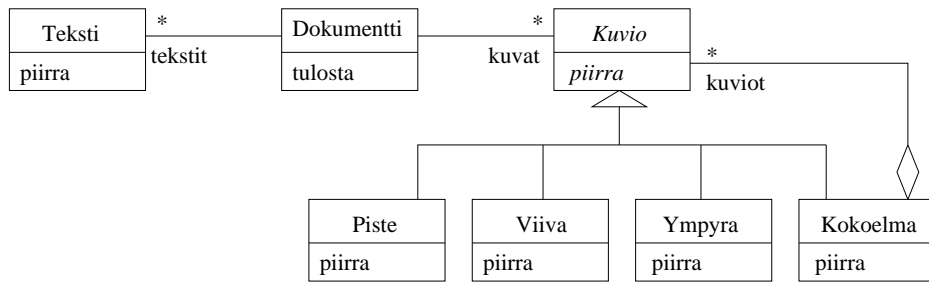 Teksti
piirra
*
tekstit
Dokumentti
tulosta
*
kuvat
Kuvio
piirra
*
kuviot
Piste
piirra
Viiva
piirra
Ympyra
piirra
Kokoelma
piirra